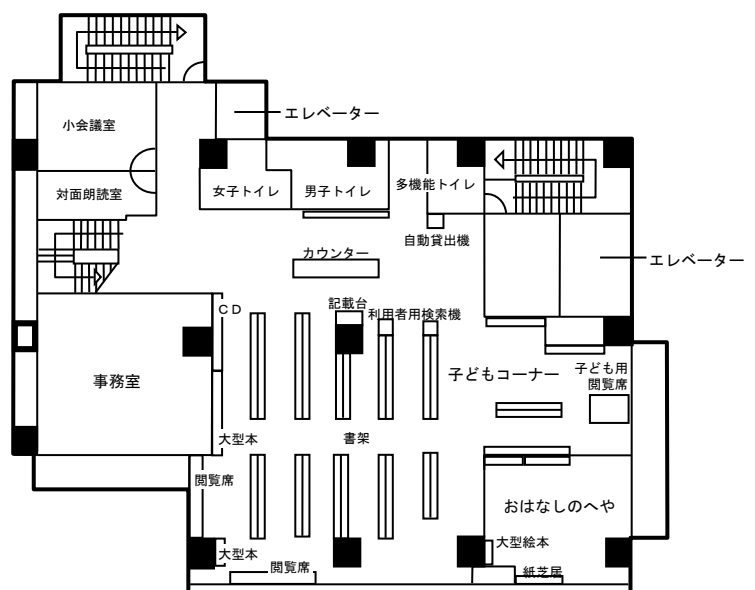 エレベーター
小会議室
対面朗読室
女子トイレ
男子トイレ
多機能トイレ
自動貸出機
カウンター
エレベーター
CD
記載台
利用者用検索機
事務室
子どもコーナー
子ども用
閲覧席
大型本
書架
閲覧席
おはなしのへや
大型本
大型絵本
閲覧席
紙芝居